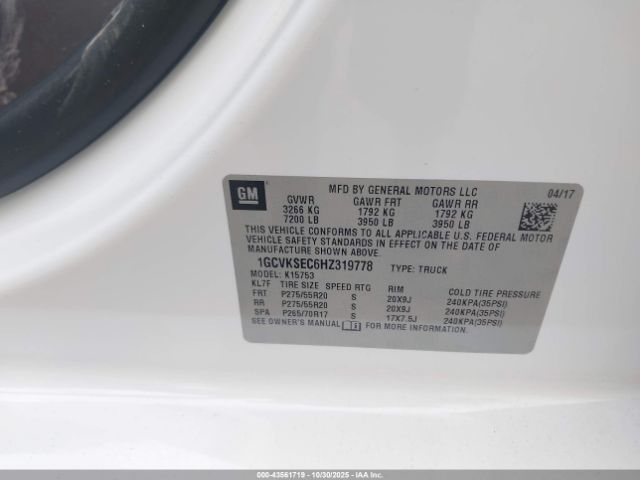 GM
MFD BY GENERAL MOTORS LLC 04/17
GVWR GAWR FRT GAWR RR
3266 KG 1792 KG 1792 KG
7200 LB 3950 LB 3950 LB
THIS VEHICLE CONFORMS TO ALL APPLICABLE U.S. FEDERAL MOTOR
VEHICLE SAFETY STANDARDS IN EFFECT ON THE DATE OF
MANUFACTURE SHOWN ABOVE.
1GCVKSEC6HZ319778 TYPE: TRUCK
MODEL: K15753
KL7F TIRE SIZE SPEED RTG RIM COLD TIRE PRESSURE
FRT P275/55R20 S 20X9J 240KPA(35PSI)
RR P275/55R20 S 20X9J 240KPA(35PSI)
SPA P265/70R17 S 17X7.5J 240KPA(35PSI)
SEE OWNER'S MANUAL FOR MORE INFORMATION.
000-43561719 - 10/30/2025 - IAAI.COM